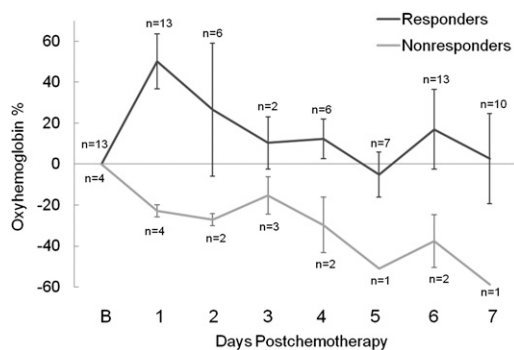 Responders
Nonresponders
Oxyhemoglobin %
60
40
20
0
-20
-40
-60
n=13
n=13
n=6
n=2
n=6
n=7
n=13
n=10
n=4
n=4
n=2
n=3
n=2
n=1
n=2
n=1
B 1 2 3 4 5 6 7
Days Postchemotherapy